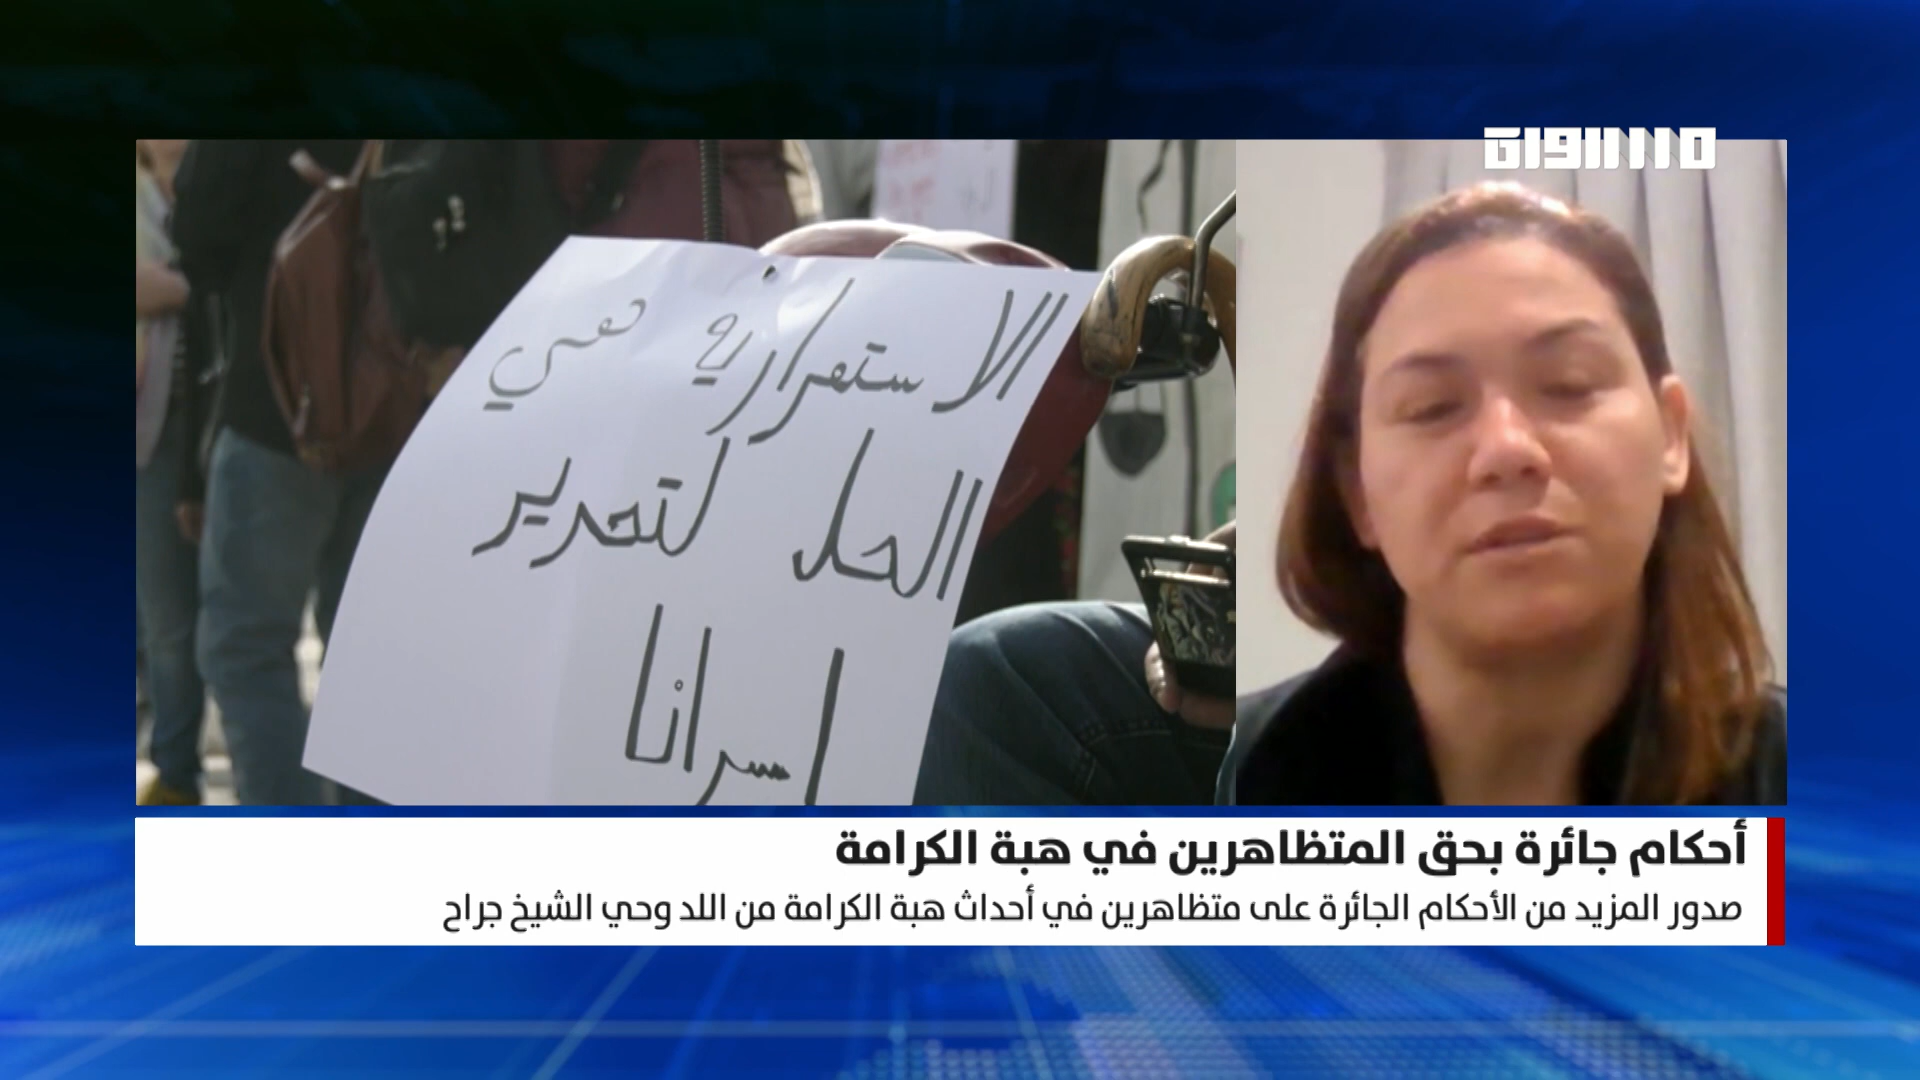 مساواة
الاستمرارية هي
الحل لتحرير
اسرانا
أحكام جائرة بحق المتظاهرين في هبة الكرامة
صدور المزيد من الأحكام الجائرة على متظاهرين في أحداث هبة الكرامة من اللد وحي الشيخ جراح